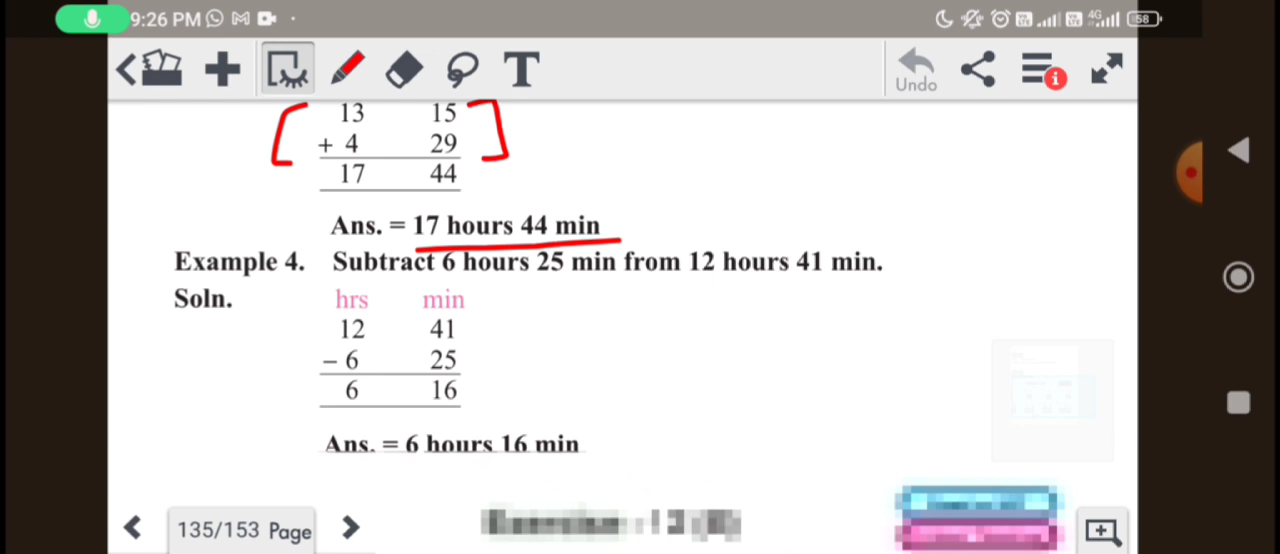 9:26 PM 4G 58
T Undo
13 15
+ 4 29
17 44
Ans. = 17 hours 44 min
Example 4. Subtract 6 hours 25 min from 12 hours 41 min.
Soln. hrs min
12 41
− 6 25
6 16
Ans. = 6 hours 16 min
135/153 Page